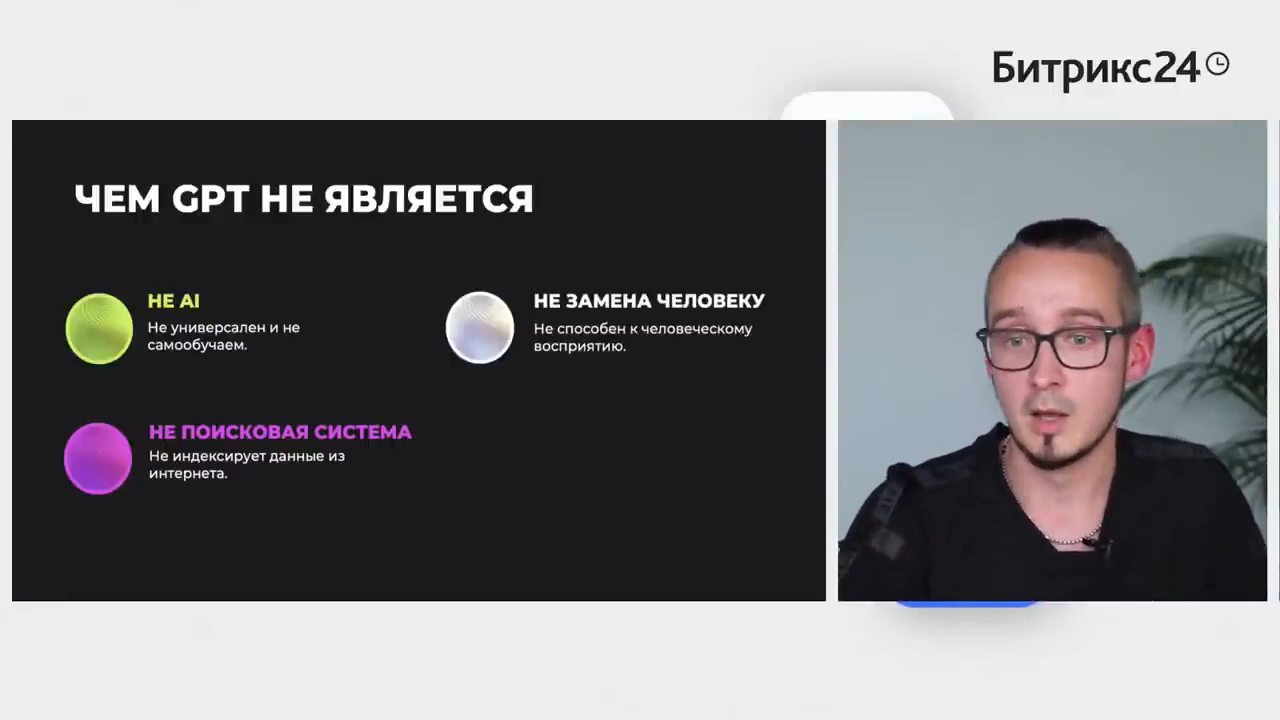 Битрикс24
ЧЕМ GPT НЕ ЯВЛЯЕТСЯ
НЕ AI
Не универсален и не
самообучаем.
НЕ ЗАМЕНА ЧЕЛОВЕКУ
Не способен к человеческому
восприятию.
НЕ ПОИСКОВАЯ СИСТЕМА
Не индексирует данные из
интернета.